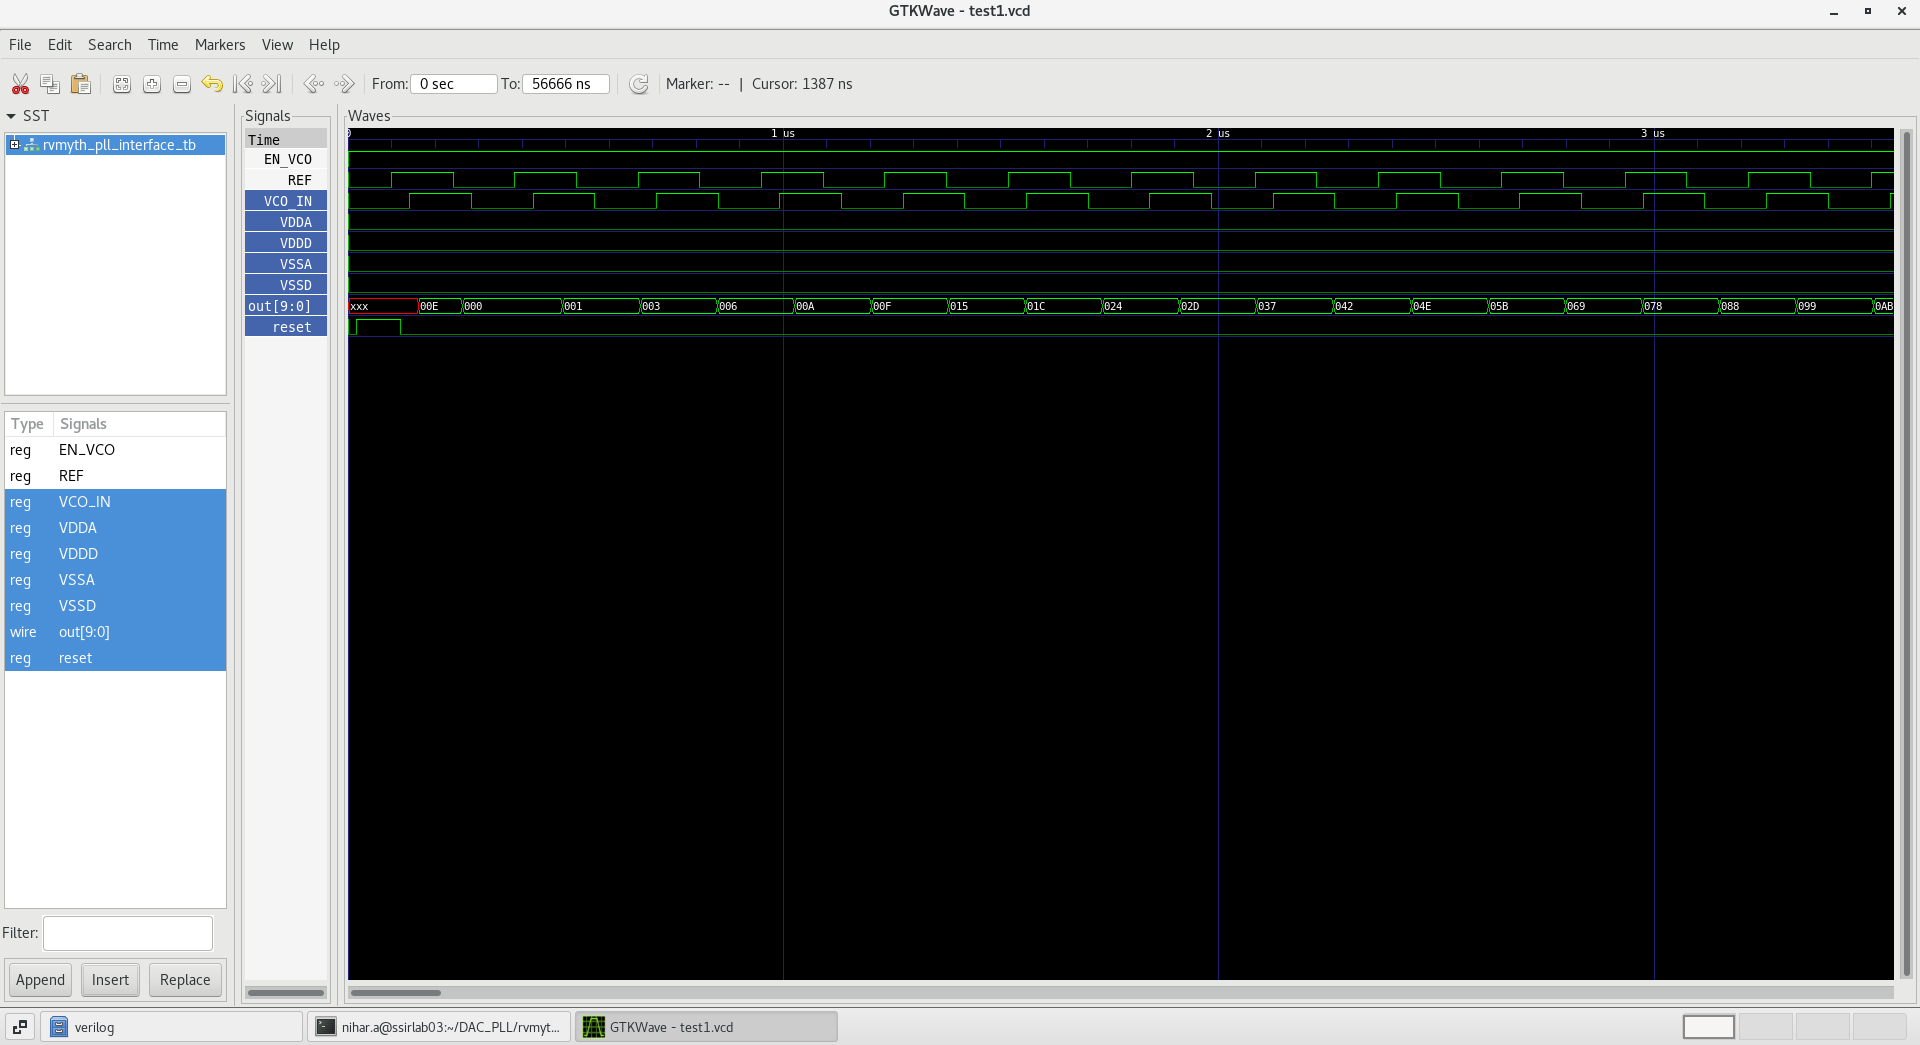 GTKWave - test1.vcd
File Edit Search Time Markers View Help
From: 0 sec To: 56666 ns Marker: -- | Cursor: 1387 ns
SST
rvmyth_pll_interface_tb
Type Signals
reg EN_VCO
reg REF
reg VCO_IN
reg VDDA
reg VDDD
reg VSSA
reg VSSD
wire out[9:0]
reg reset
Filter:
Append Insert Replace
Signals
Time
EN_VCO
REF
VCO_IN
VDDA
VDDD
VSSA
VSSD
out[9:0]
reset
Waves
0 1 us 2 us 3 us
xxx 00E 000 001 003 006 00A 00F 015 01C 024 02D 037 042 04E 05B 069 078 088 099 0AB
verilog nihar.a@ssirlab03:~/DAC_PLL/rvmyt... GTKWave - test1.vcd